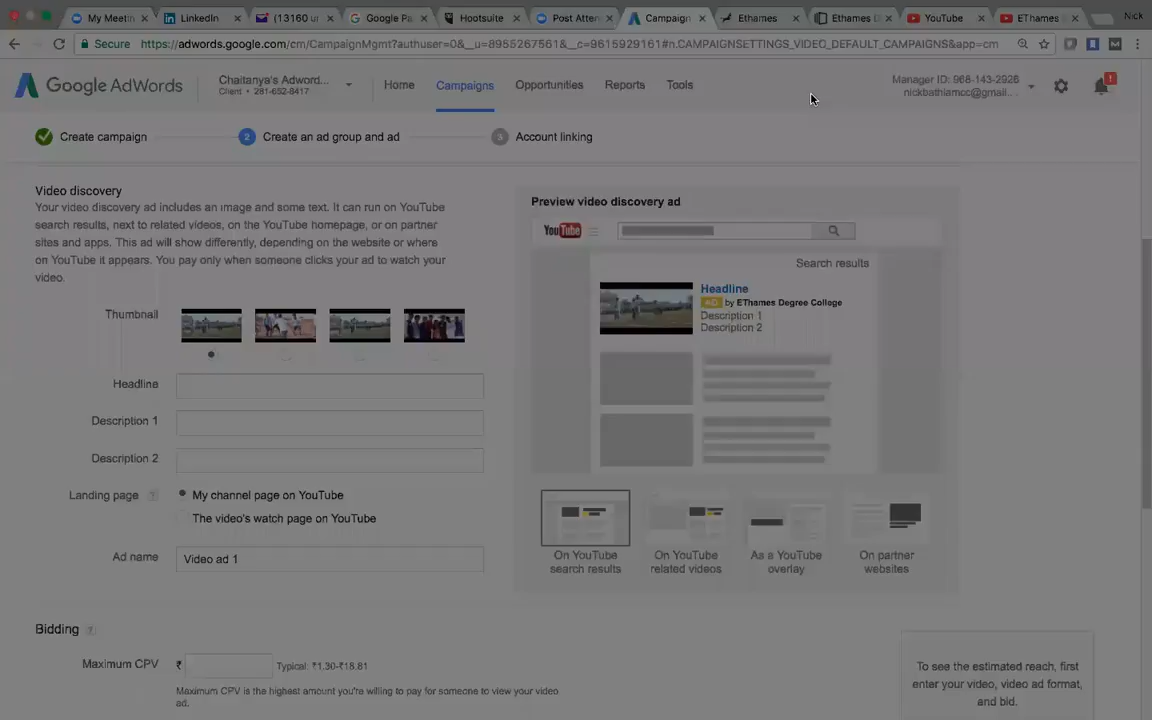 My Meetin
LinkedIn
(13160 u
Google Pa
Hootsuite
Post Atten
Campaign
Ethames
Ethames D
YouTube
EThames
Nick
Secure
https://adwords.google.com/cm/CampaignMgmt?authuser=0&__u=8955267561&__c=9615929161#n.CAMPAIGNSETTINGS_VIDEO_DEFAULT_CAMPAIGNS&app=cm
Google AdWords
Chaitanya's Adword...
Client • 281-652-8417
Home
Campaigns
Opportunities
Reports
Tools
Manager ID: 968-143-2926
nickbathiamcc@gmail...
!
Create campaign
2 Create an ad group and ad
3 Account linking
Video discovery
Your video discovery ad includes an image and some text. It can run on YouTube
search results, next to related videos, on the YouTube homepage, or on partner
sites and apps. This ad will show differently, depending on the website or where
on YouTube it appears. You pay only when someone clicks your ad to watch your
video.
Thumbnail
Headline
Description 1
Description 2
Landing page ?
My channel page on YouTube
The video's watch page on YouTube
Ad name
Video ad 1
Preview video discovery ad
YouTube
Search results
Headline
AD by EThames Degree College
Description 1
Description 2
On YouTube
search results
On YouTube
related videos
As a YouTube
overlay
On partner
websites
Bidding ?
Maximum CPV
₹
Typical: ₹1.30-₹18.81
Maximum CPV is the highest amount you're willing to pay for someone to view your video
ad.
To see the estimated reach, first
enter your video, video ad format,
and bid.